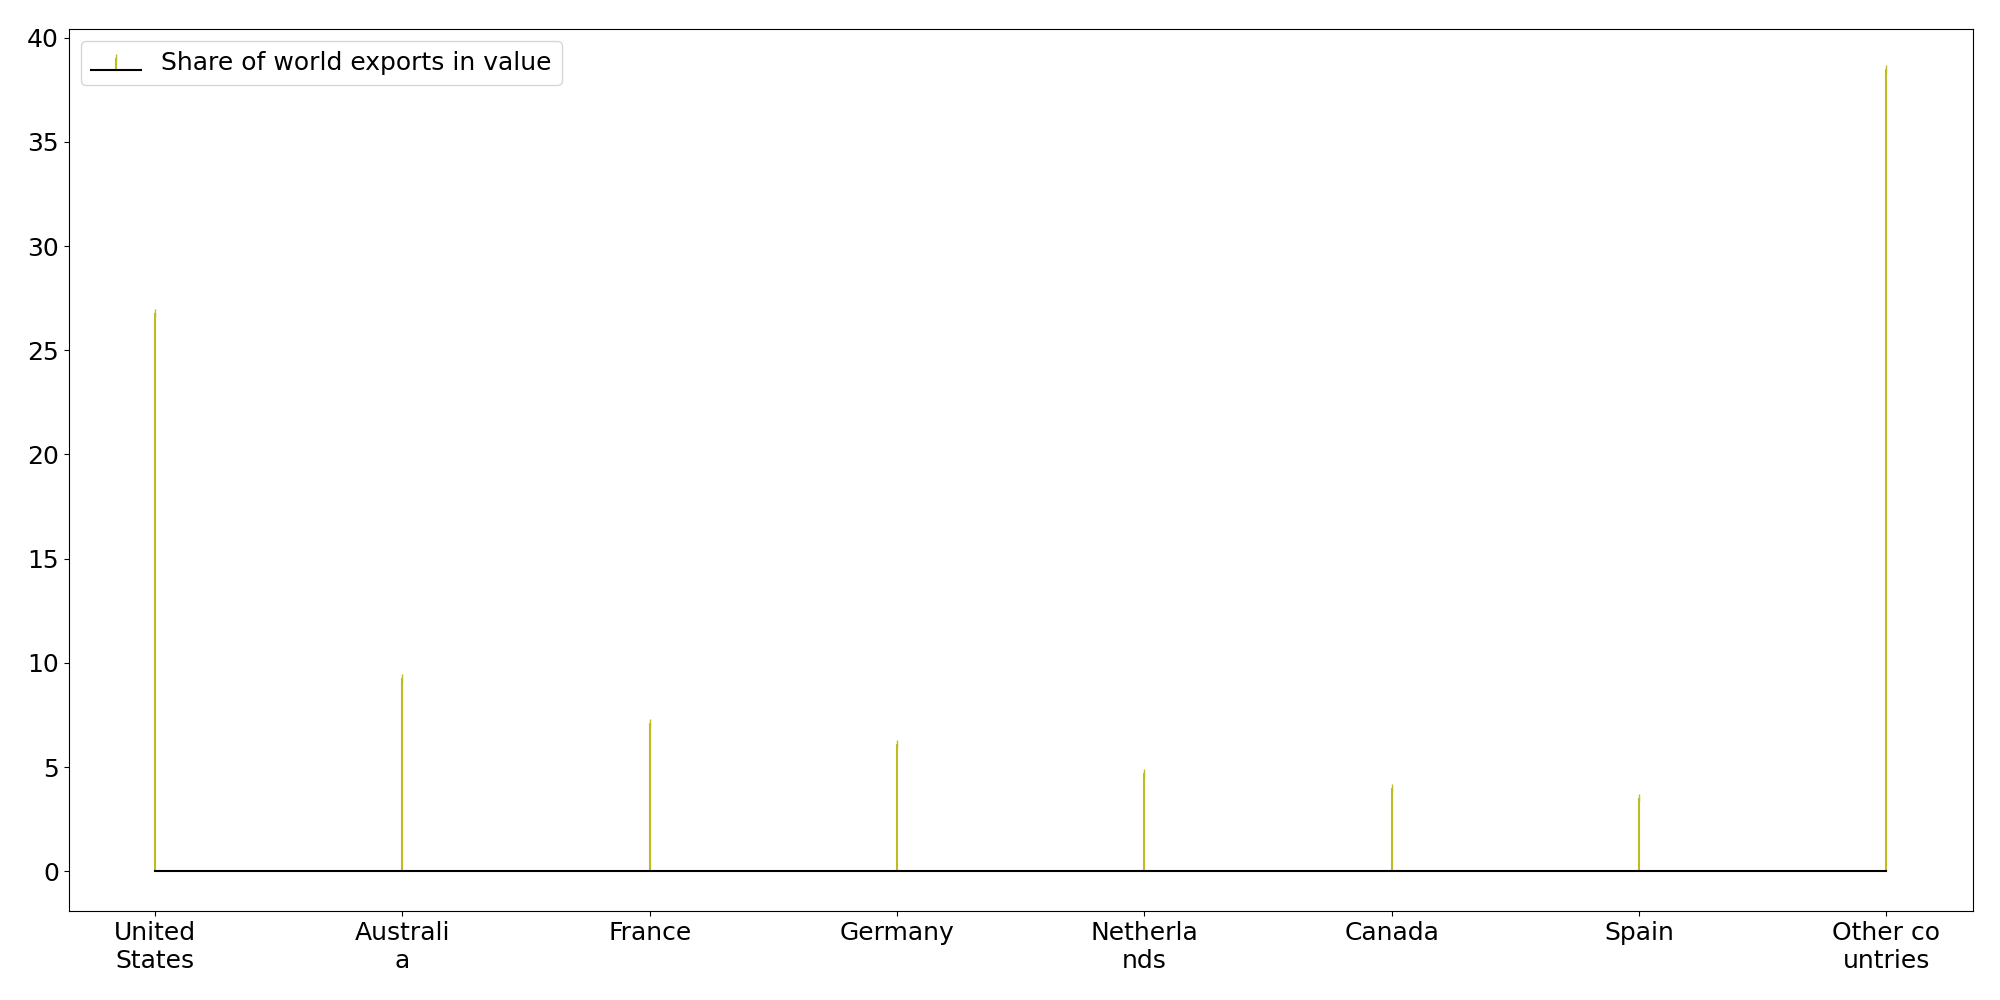 40
35
30
25
20
15
10
5
0
Share of world exports in value
United
States
Australi
a
France
Germany
Netherla
nds
Canada
Spain
Other co
untries